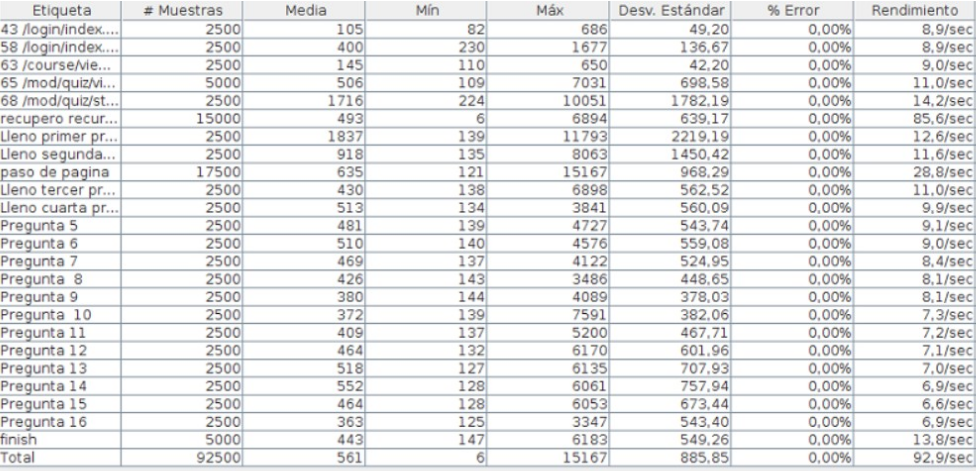 Etiqueta # Muestras Media Mín Máx Desv. Estándar % Error Rendimiento
43 /login/index.... 2500 105 82 686 49,20 0,00% 8,9/sec
58 /login/index.... 2500 400 230 1677 136,67 0,00% 8,9/sec
63 /course/vie... 2500 145 110 650 42,20 0,00% 9,0/sec
65 /mod/quiz/vi... 5000 506 109 7031 698,58 0,00% 11,0/sec
68 /mod/quiz/st... 2500 1716 224 10051 1782,19 0,00% 14,2/sec
recupero recur... 15000 493 6 6894 639,17 0,00% 85,6/sec
Lleno primer pr... 2500 1837 139 11793 2219,19 0,00% 12,6/sec
Lleno segunda... 2500 918 135 8063 1450,42 0,00% 11,6/sec
paso de pagina 17500 635 121 15167 968,29 0,00% 28,8/sec
Lleno tercer pr... 2500 430 138 6898 562,52 0,00% 11,0/sec
Lleno cuarta pr... 2500 513 134 3841 560,09 0,00% 9,9/sec
Pregunta 5 2500 481 139 4727 543,74 0,00% 9,1/sec
Pregunta 6 2500 510 140 4576 559,08 0,00% 9,0/sec
Pregunta 7 2500 469 137 4122 524,95 0,00% 8,4/sec
Pregunta 8 2500 426 143 3486 448,65 0,00% 8,1/sec
Pregunta 9 2500 380 144 4089 378,03 0,00% 8,1/sec
Pregunta 10 2500 372 139 7591 382,06 0,00% 7,3/sec
Pregunta 11 2500 409 137 5200 467,71 0,00% 7,2/sec
Pregunta 12 2500 464 132 6170 601,96 0,00% 7,1/sec
Pregunta 13 2500 518 127 6135 707,93 0,00% 7,0/sec
Pregunta 14 2500 552 128 6061 757,94 0,00% 6,9/sec
Pregunta 15 2500 464 128 6053 673,44 0,00% 6,6/sec
Pregunta 16 2500 363 125 3347 543,40 0,00% 6,9/sec
finish 5000 443 147 6183 549,26 0,00% 13,8/sec
Total 92500 561 6 15167 885,85 0,00% 92,9/sec